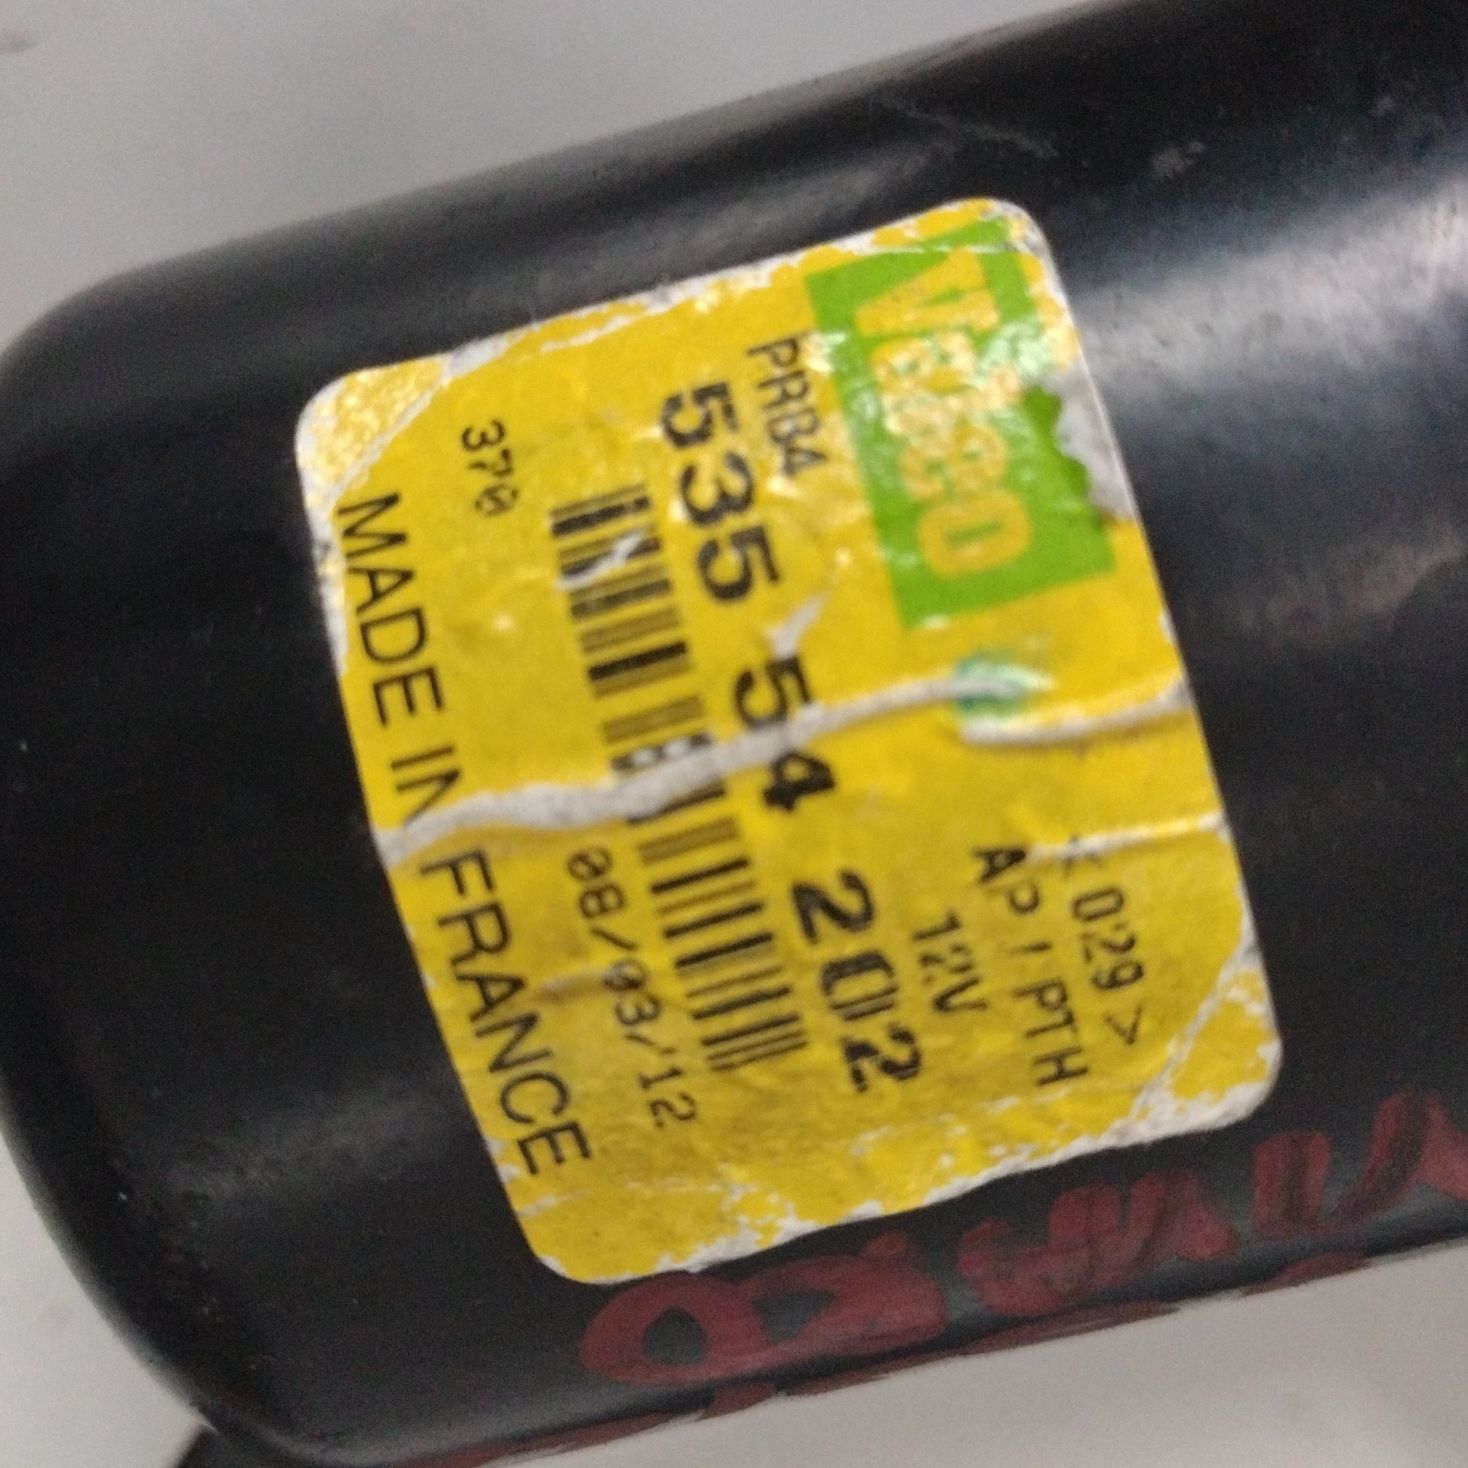 Valeo
< 029 >
PRB4
AP / PTH
12V
535 54 202
370
08/03/12
MADE IN FRANCE